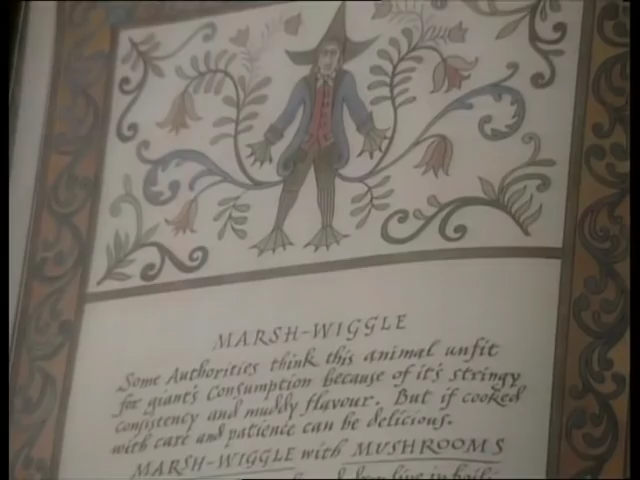 MARSH-WIGGLE
Some Authorities think this animal unfit
for giant's Consumption because of it's stringy
consistency and muddy flavour. But if cooked
with care and patience can be delicious.
MARSH-WIGGLE with MUSHROOMS